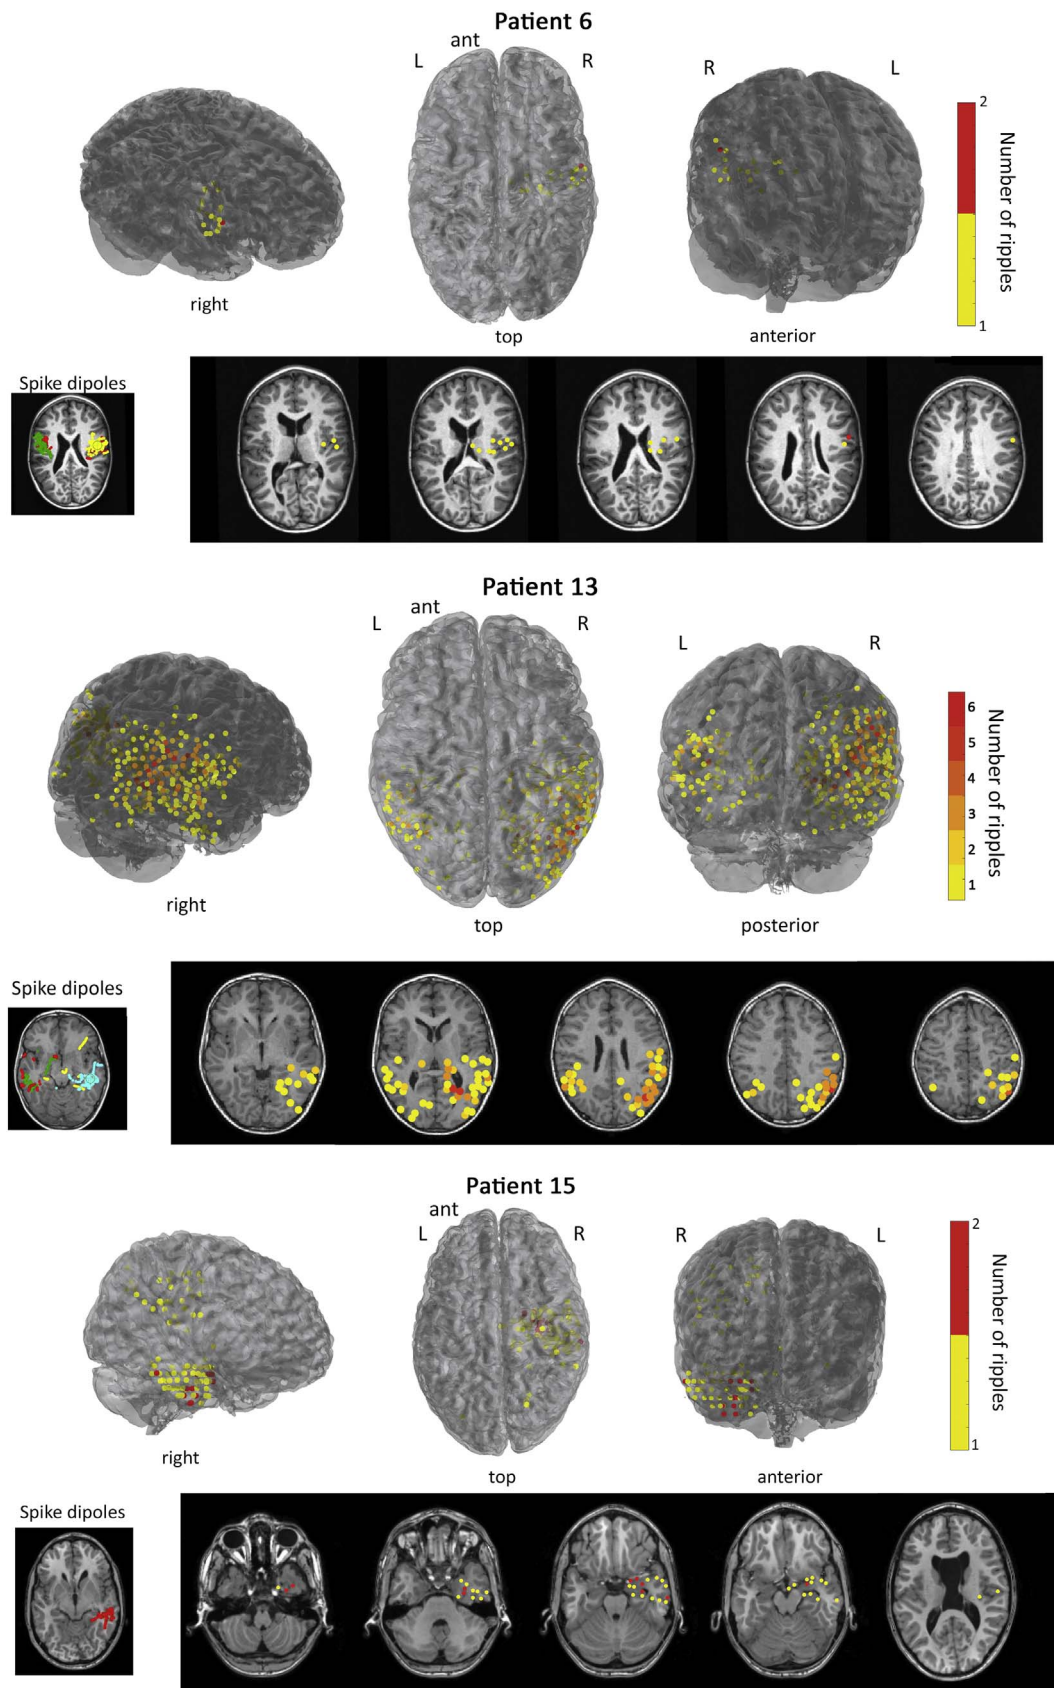 Patient 6
ant
L R R L
2
Number of ripples
1
right
top
anterior
Spike dipoles
Patient 13
ant
L R L R
6
5
4
3
2
1
Number of ripples
right
top
posterior
Spike dipoles
Patient 15
ant
L R R L
2
Number of ripples
1
right
top
anterior
Spike dipoles